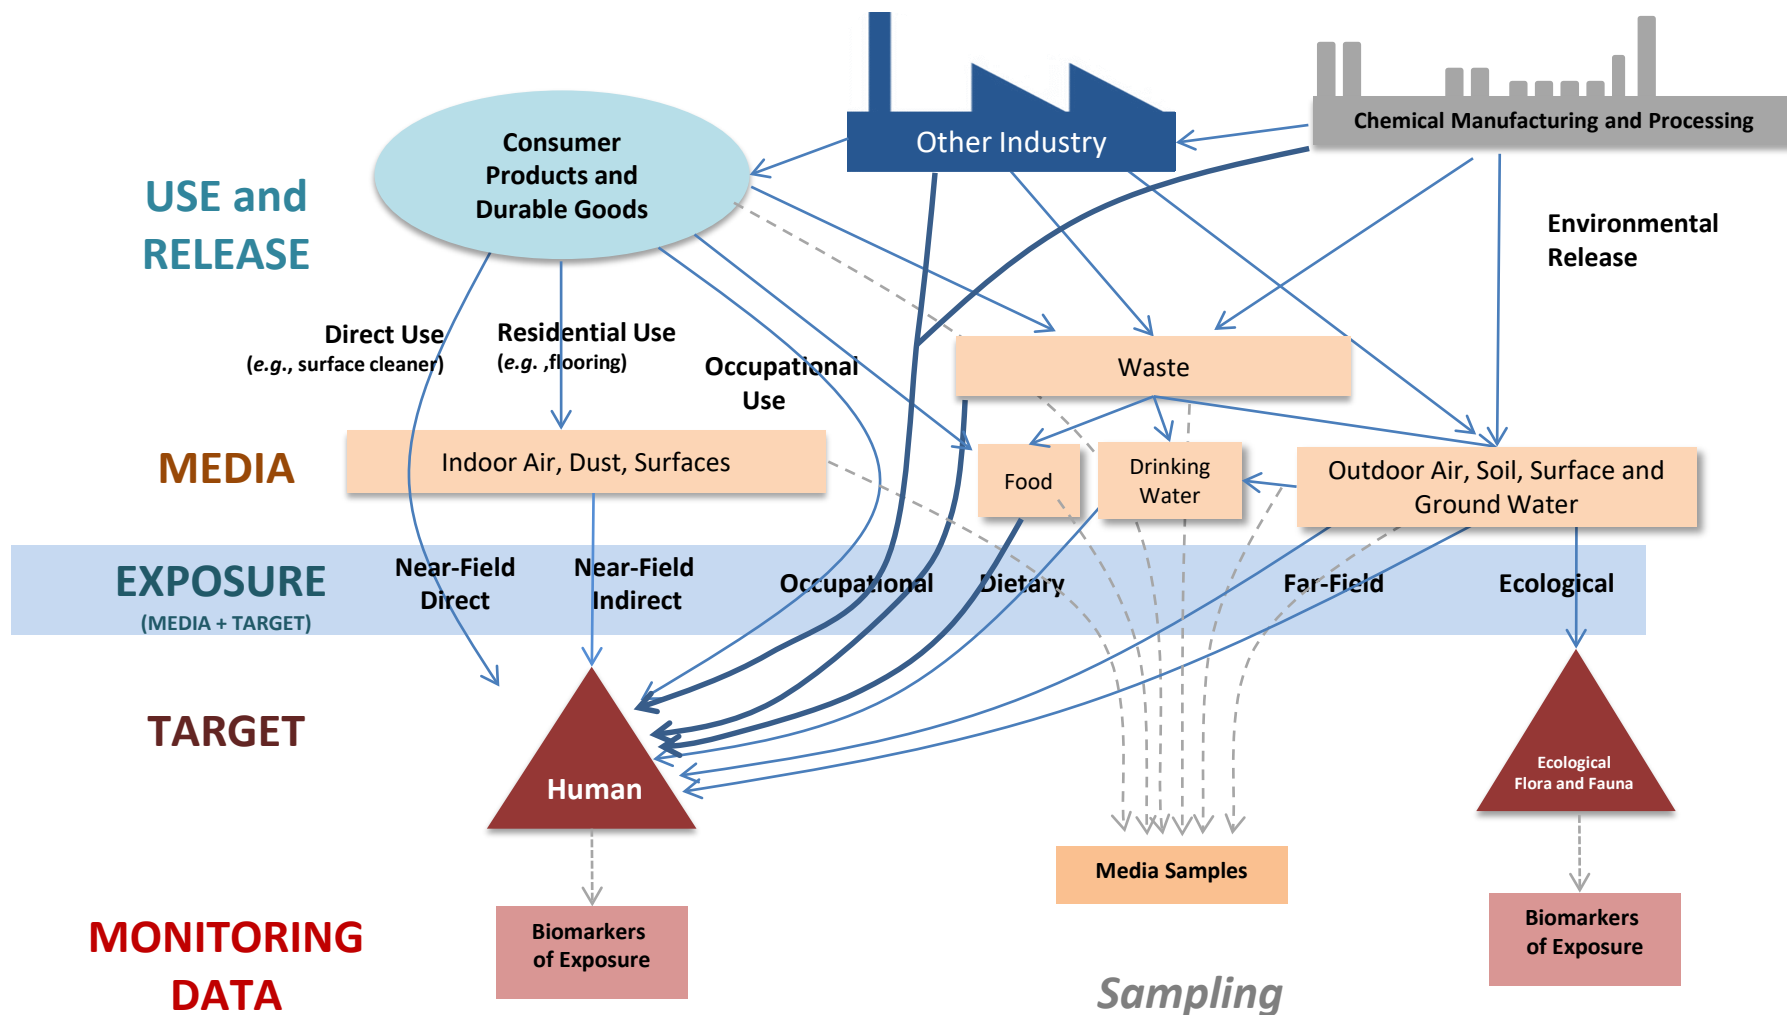 Other Industry
Chemical Manufacturing and Processing
Consumer
Products and
Durable Goods
USE and
RELEASE
Environmental
Release
Direct Use
(e.g., surface cleaner)
Residential Use
(e.g. ,flooring)
Occupational
Use
Waste
MEDIA
Indoor Air, Dust, Surfaces
Food
Drinking
Water
Outdoor Air, Soil, Surface and
Ground Water
EXPOSURE
(MEDIA + TARGET)
Near-Field
Direct
Near-Field
Indirect
Occupational
Dietary
Far-Field
Ecological
TARGET
Human
Ecological
Flora and Fauna
Media Samples
MONITORING
DATA
Biomarkers
of Exposure
Biomarkers
of Exposure
Sampling